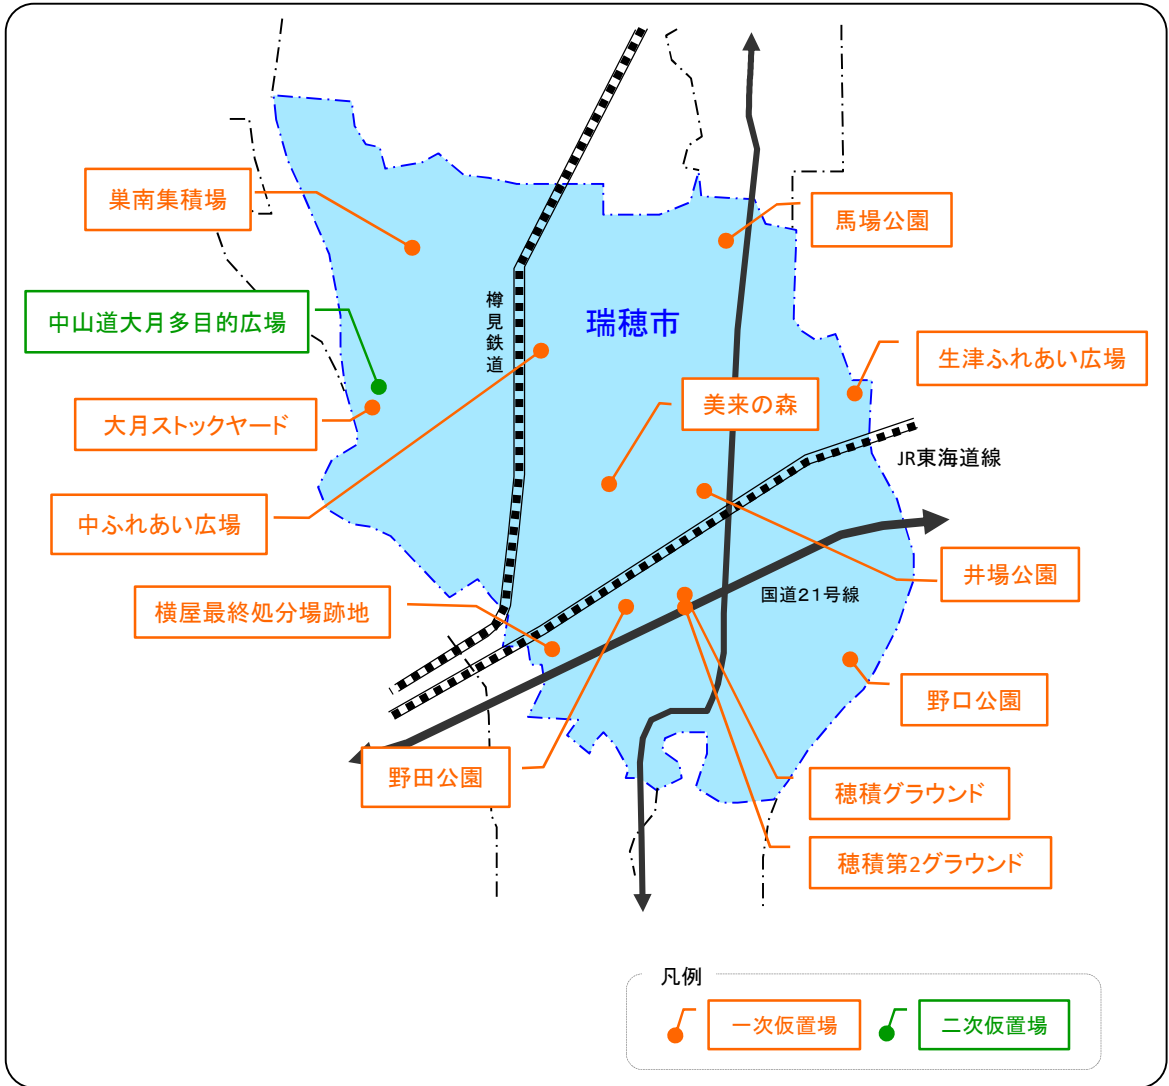 巣南集積場
馬場公園
中山道大月多目的広場
樽見鉄道
瑞穂市
生津ふれあい広場
美来の森
大月ストックヤード
JR東海道線
中ふれあい広場
井場公園
国道21号線
横屋最終処分場跡地
野口公園
野田公園
穂積グラウンド
穂積第2グラウンド
凡例
一次仮置場
二次仮置場